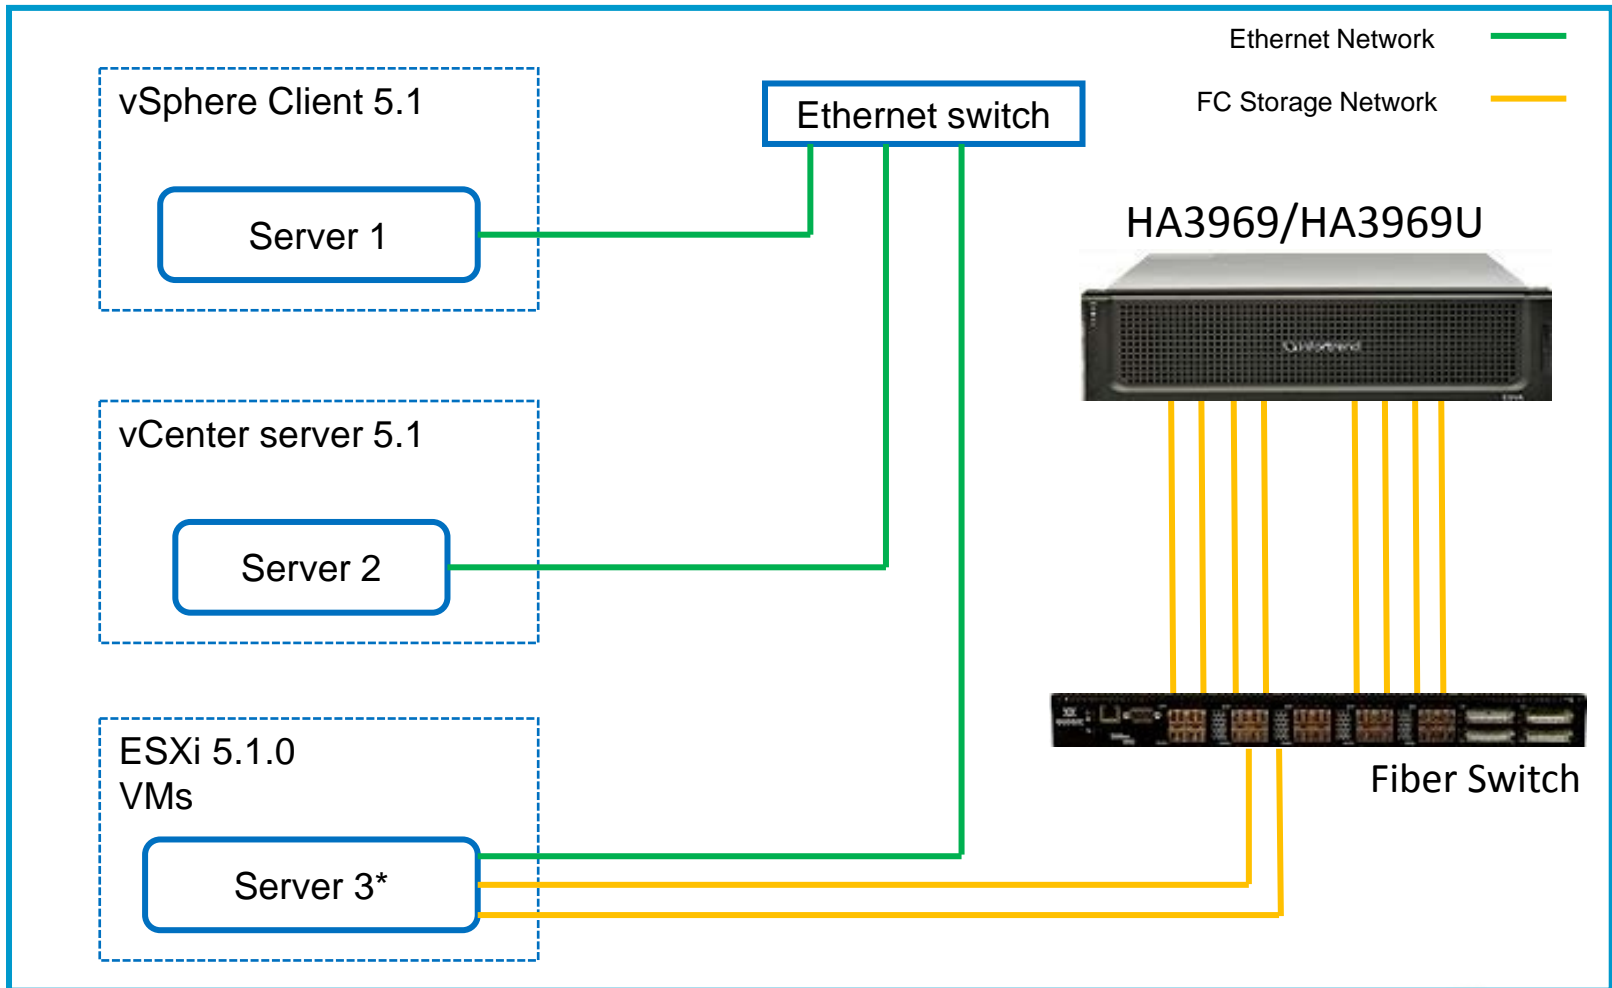 Ethernet Network
FC Storage Network
vSphere Client 5.1
Ethernet switch
Server 1
HA3969/HA3969U
Infortrend
vCenter server 5.1
Server 2
ESXi 5.1.0
VMs
Fiber Switch
Server 3*